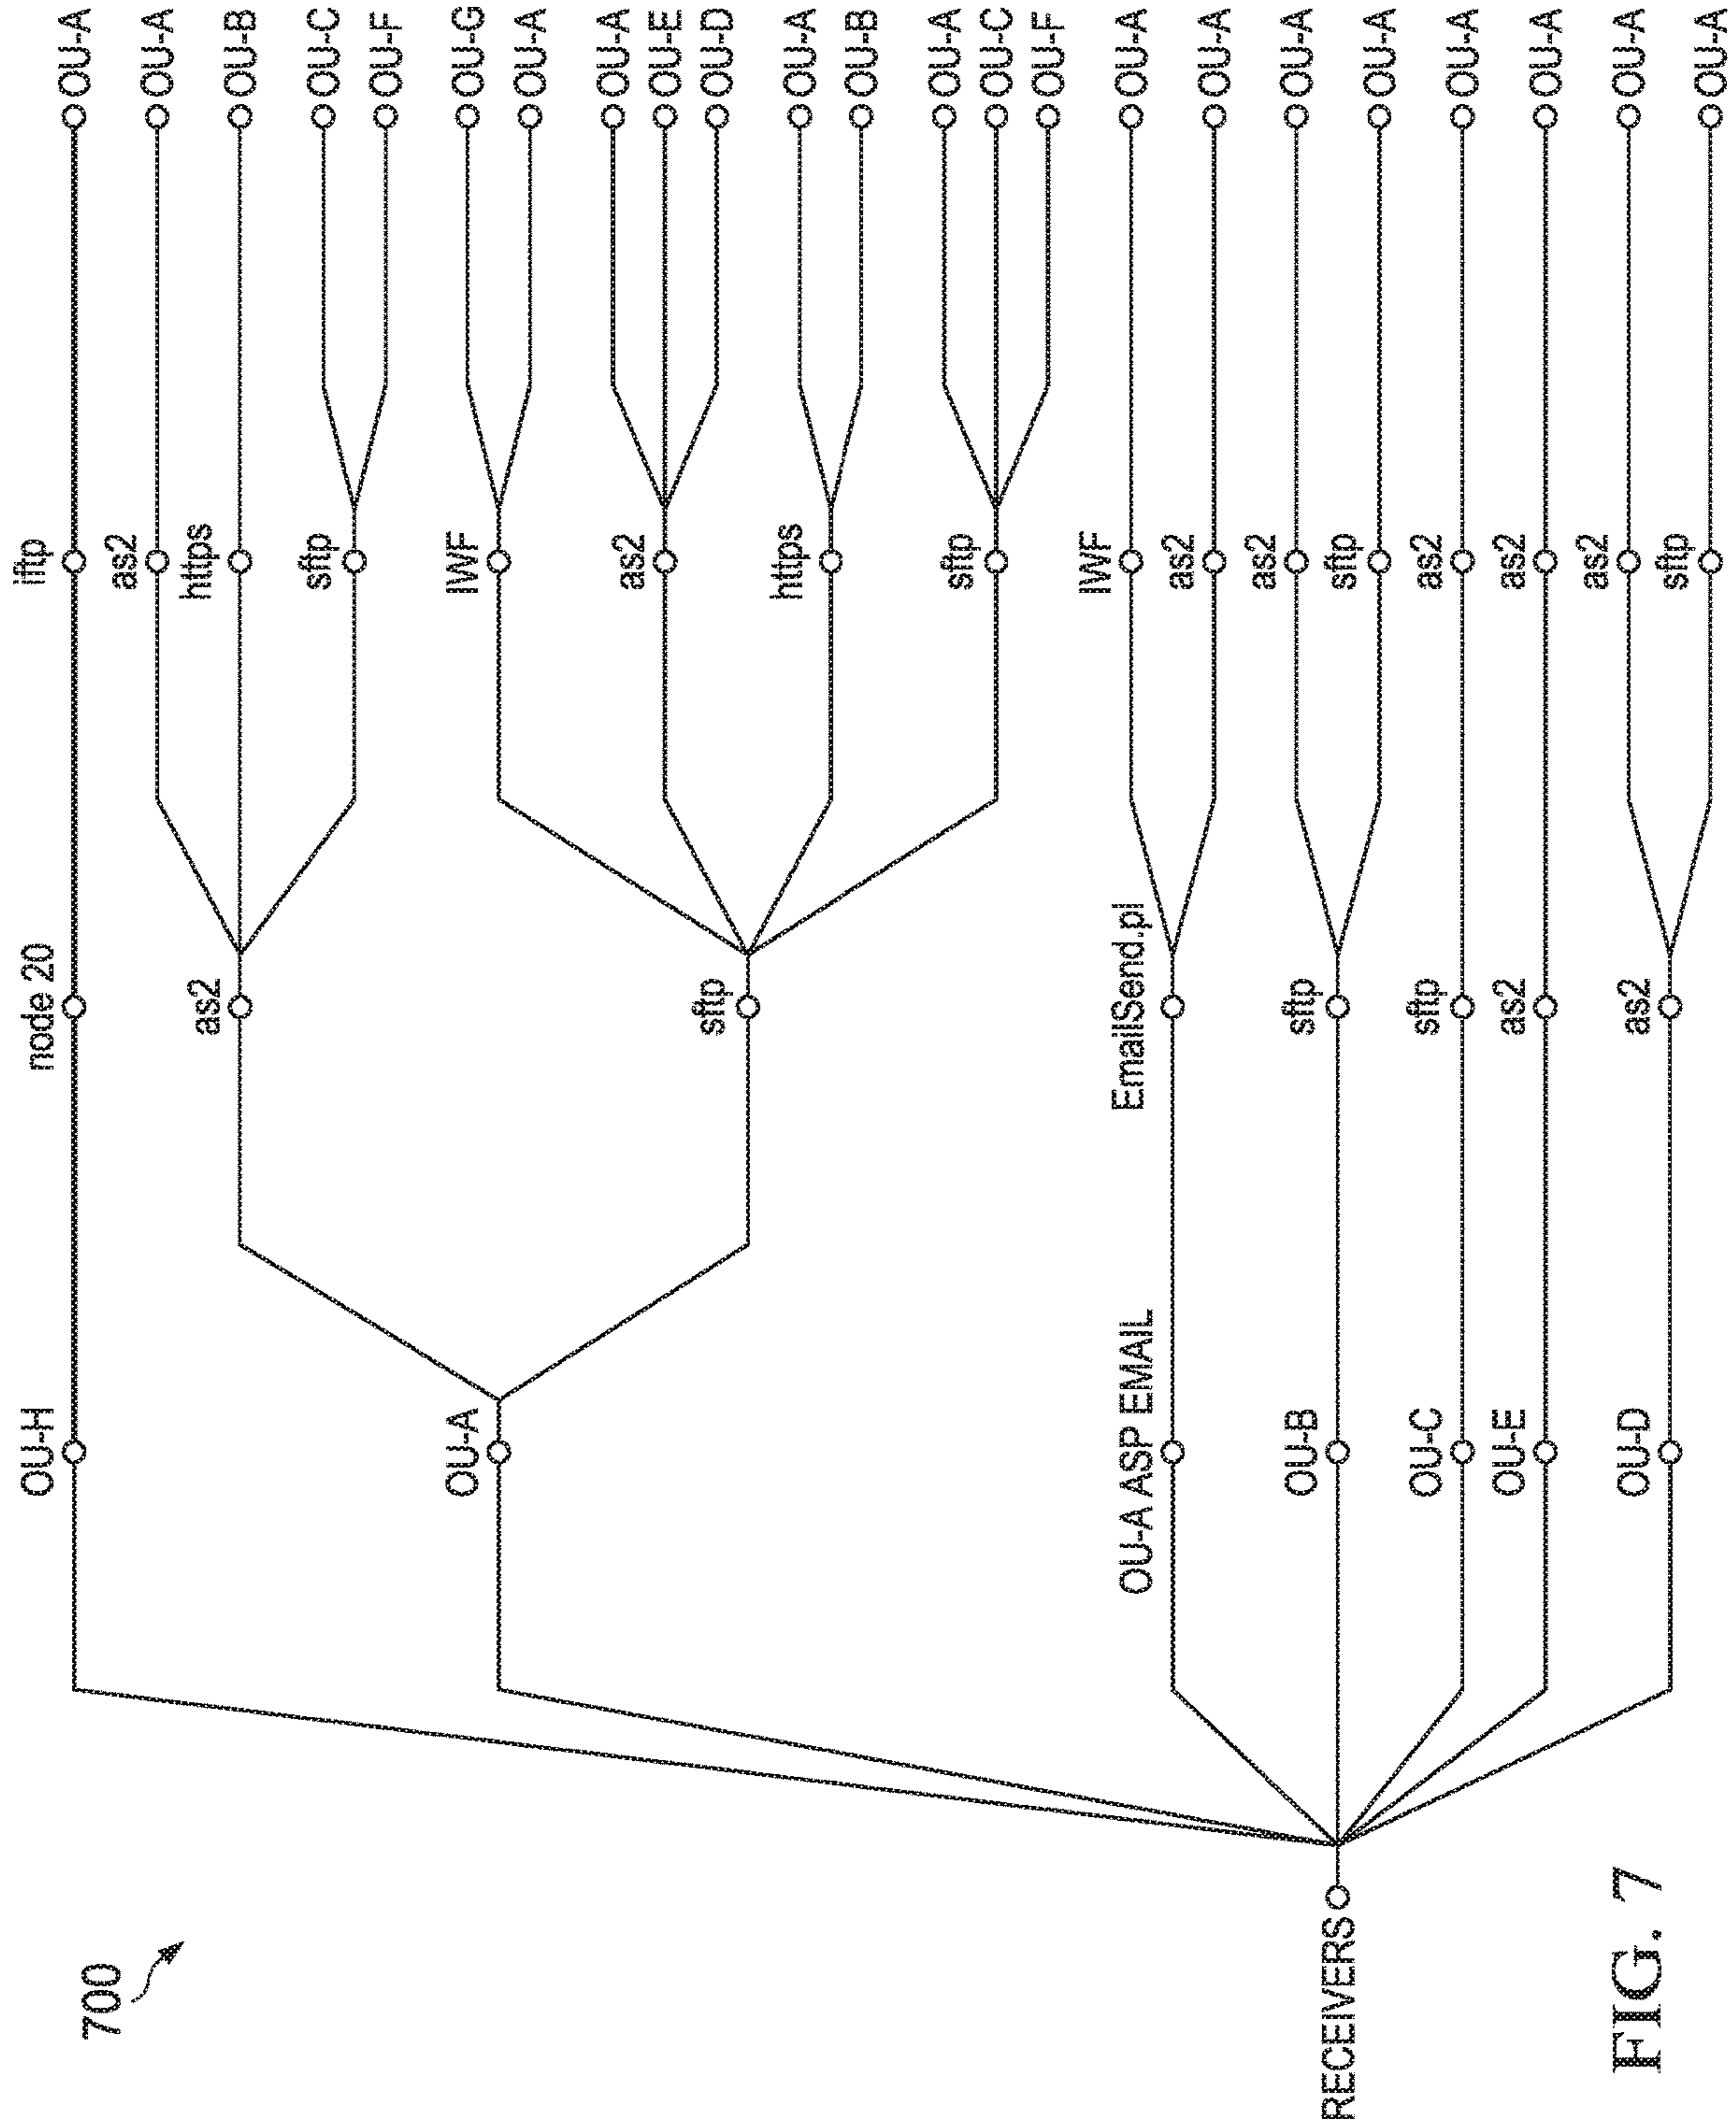 700
OU-H
node 20
iftp
OU-A
as2
OU-A
as2
https
OU-B
sftp
OU-C
OU-F
OU-A
IWF
OU-G
OU-A
as2
OU-A
OU-E
OU-D
sftp
https
OU-A
OU-B
sftp
OU-A
OU-C
OU-F
OU-A ASP EMAIL
EmailSend.pl
IWF
OU-A
as2
OU-A
RECEIVERS
OU-B
sftp
as2
OU-A
sftp
OU-A
OU-C
sftp
as2
OU-A
OU-E
as2
as2
OU-A
OU-D
as2
as2
OU-A
sftp
OU-A
FIG. 7